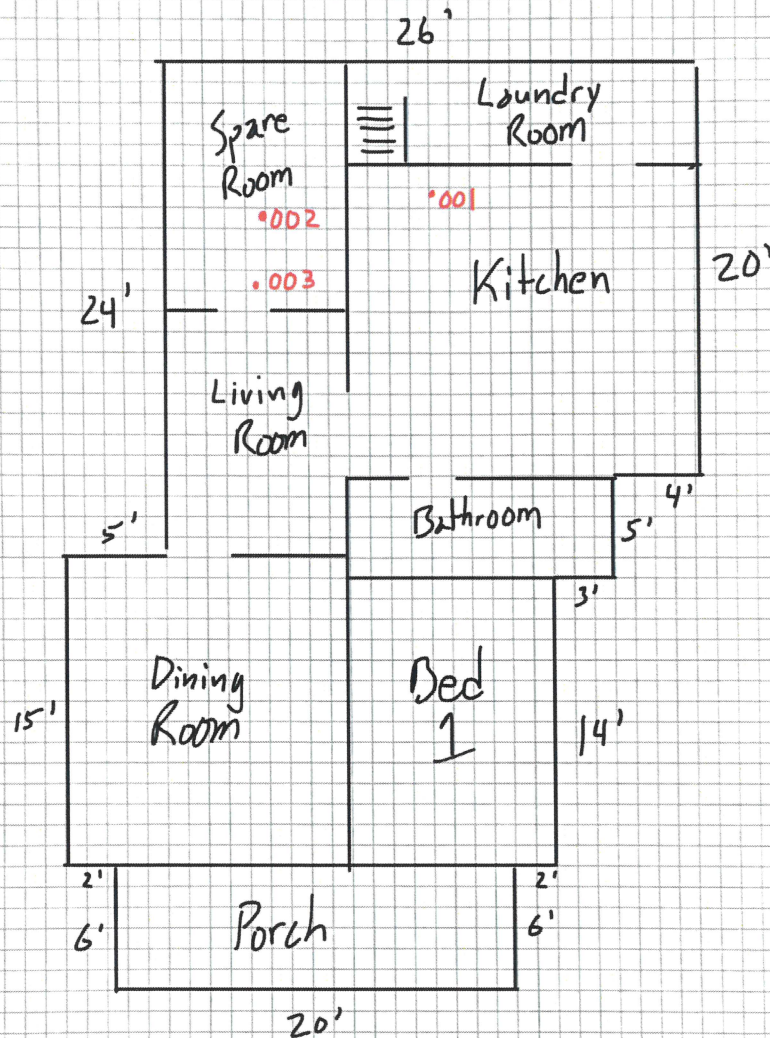 26'
Laundry
Room
Spare
Room
001
002
003
Kitchen
20'
24'
Living
Room
Bathroom
4'
5'
5'
3'
Dining
Room
Bed
1
15'
14'
2'
2'
6'
Porch
6'
20'